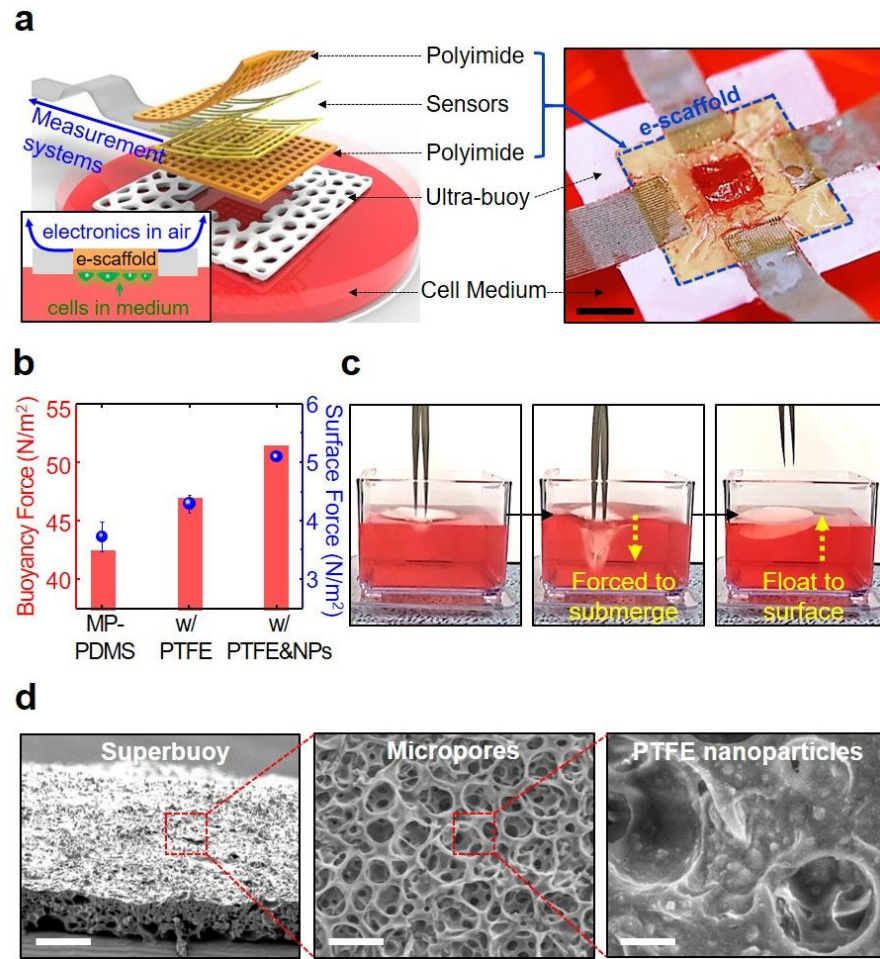 a
Polyimide
Sensors
Polyimide
Ultra-buoy
Cell Medium
Measurement
systems
electronics in air
e-scaffold
cells in medium
e-scaffold
b
Buoyancy Force (N/m²)
55
50
45
40
6
5
4
3
Surface Force (N/m²)
MP-
PDMS
w/
PTFE
w/
PTFE&NPs
c
Forced to
submerge
Float to
surface
d
Superbuoy
Micropores
PTFE nanoparticles